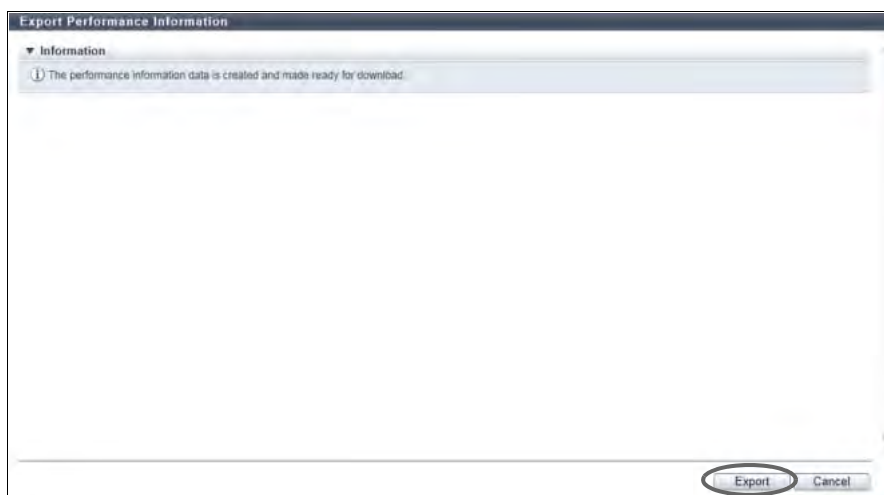 Export Performance Information
Information
The performance information data is created and made ready for download.
Export Cancel